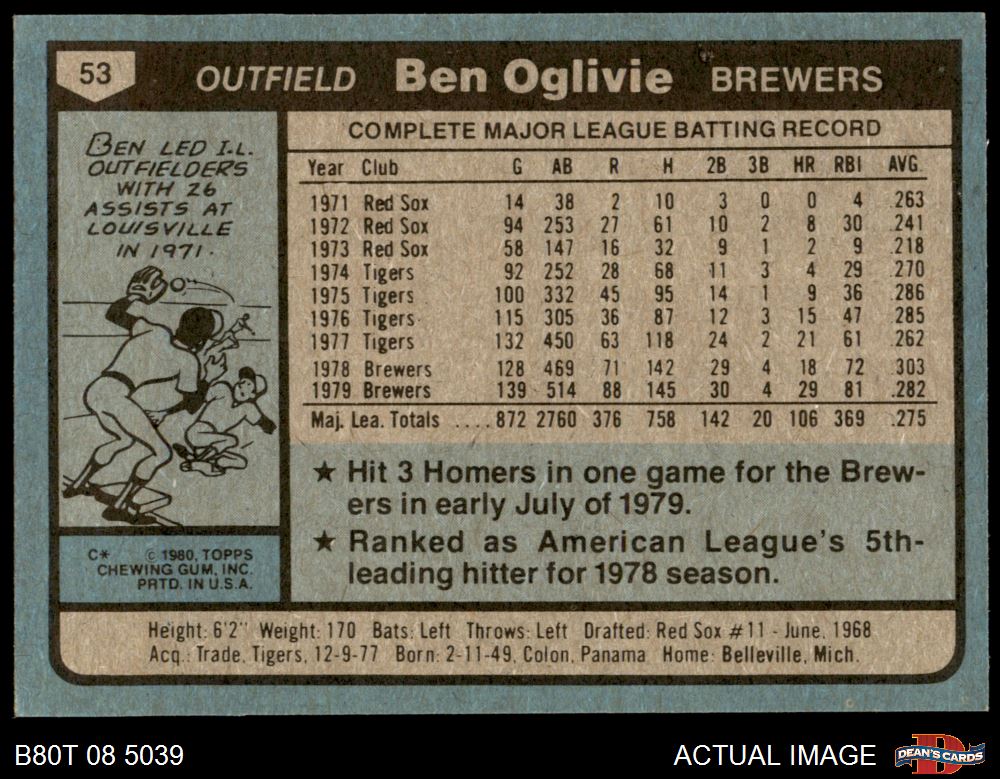 53 OUTFIELD Ben Oglivie BREWERS
BEN LED I.L.
OUTFIELDERS
WITH 26
ASSISTS AT
LOUISVILLE
IN 1971.
C* © 1980, TOPPS
CHEWING GUM, INC.
PRTD. IN U.S.A.
COMPLETE MAJOR LEAGUE BATTING RECORD
Year Club G AB R H 2B 3B HR RBI AVG.
1971 Red Sox 14 38 2 10 3 0 0 4 .263
1972 Red Sox 94 253 27 61 10 2 8 30 .241
1973 Red Sox 58 147 16 32 9 1 2 9 .218
1974 Tigers 92 252 28 68 11 3 4 29 .270
1975 Tigers 100 332 45 95 14 1 9 36 .286
1976 Tigers 115 305 36 87 12 3 15 47 .285
1977 Tigers 132 450 63 118 24 2 21 61 .262
1978 Brewers 128 469 71 142 29 4 18 72 .303
1979 Brewers 139 514 88 145 30 4 29 81 .282
Maj. Lea. Totals .... 872 2760 376 758 142 20 106 369 .275
★ Hit 3 Homers in one game for the Brew-
ers in early July of 1979.
★ Ranked as American League's 5th-
leading hitter for 1978 season.
Height: 6'2" Weight: 170 Bats: Left Throws: Left Drafted: Red Sox #11 - June, 1968
Acq.: Trade, Tigers, 12-9-77 Born: 2-11-49, Colon, Panama Home: Belleville, Mich.
B80T 08 5039 ACTUAL IMAGE D DEAN'S CARDS